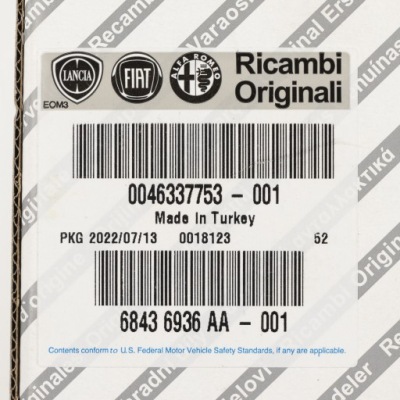 LANCIA FIAT ALFA ROMEO
Ricambi
Originali
EOM3
0046337753 - 001
Made In Turkey
PKG 2022/07/13 0018123 52
6843 6936 AA - 001
Contents conform to U.S. Federal Motor Vehicle Safety Standards, if any are applicable.